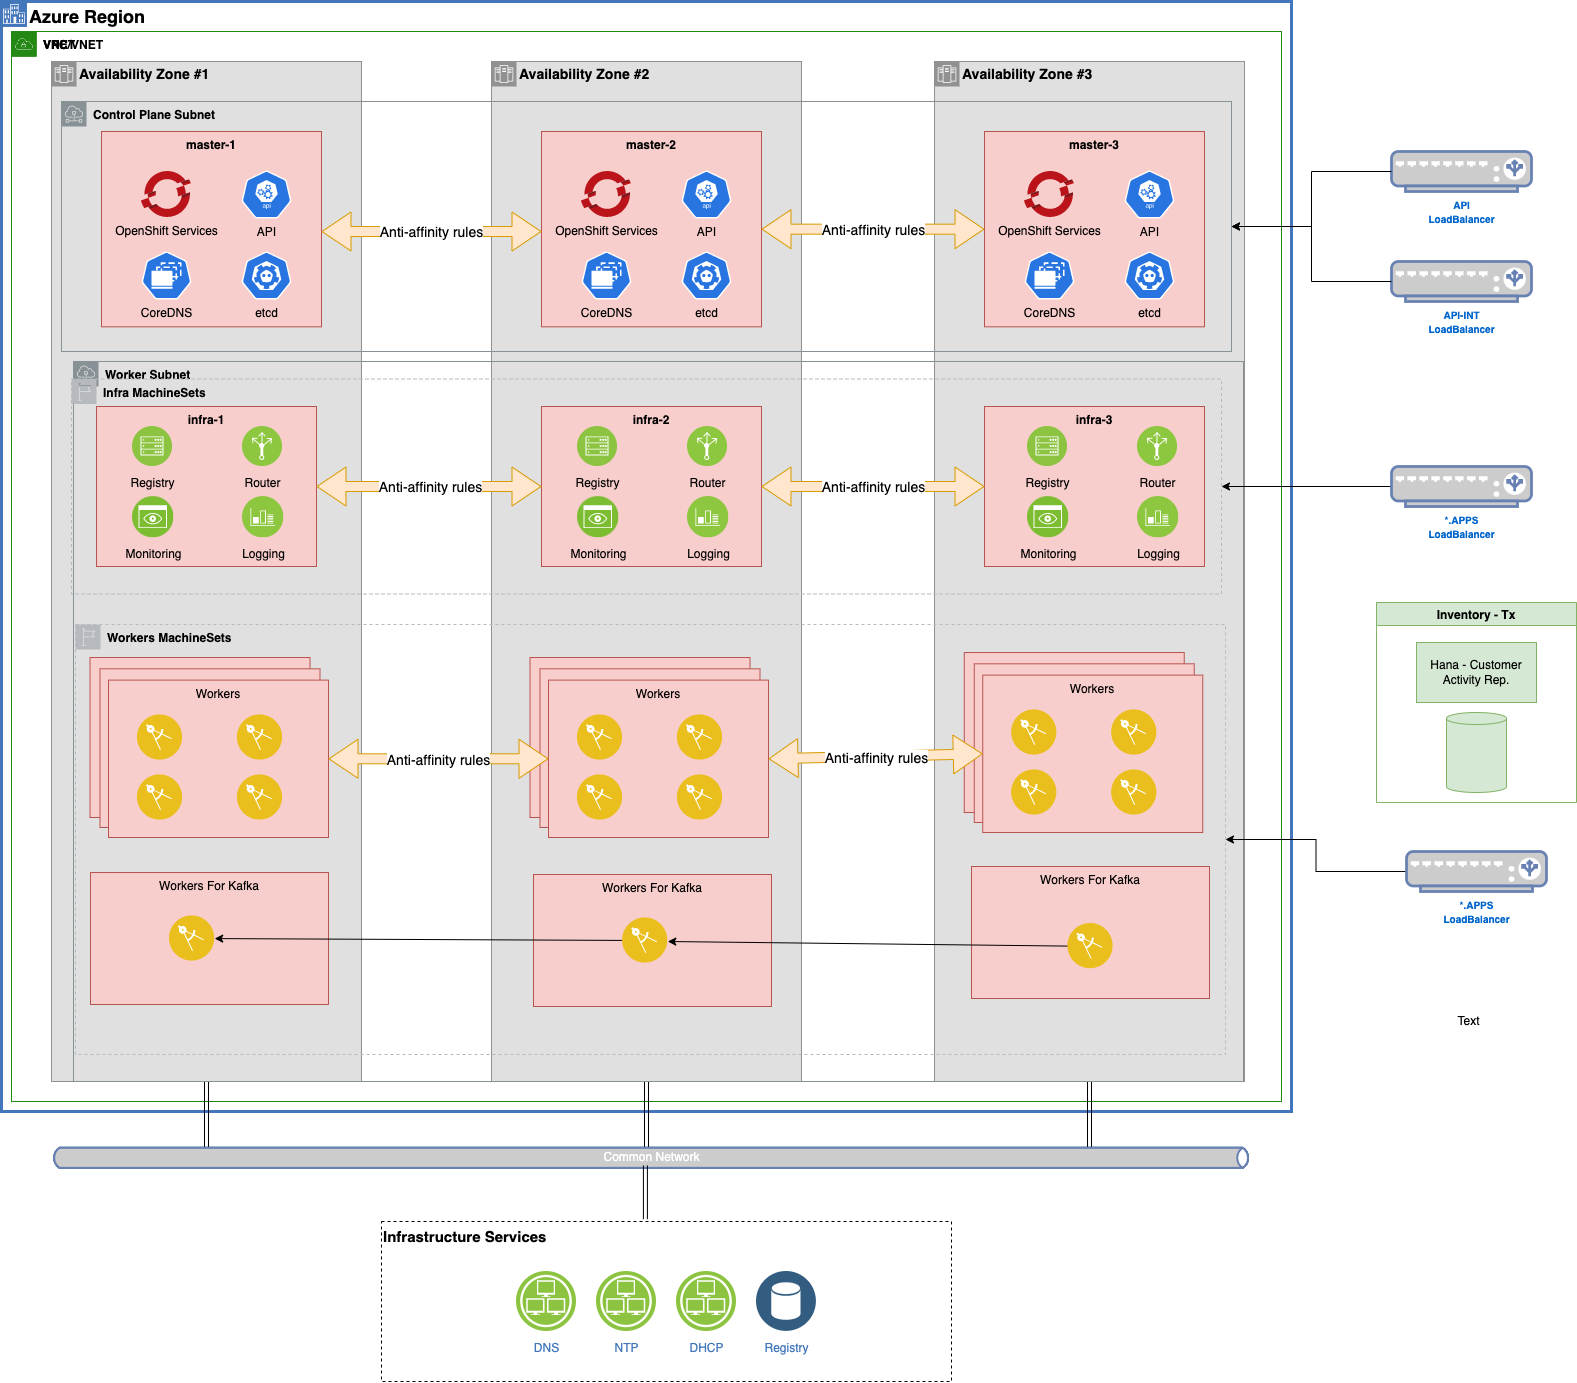 Azure Region
VPC/VNET
Availability Zone #1
Availability Zone #2
Availability Zone #3
Control Plane Subnet
master-1
OpenShift Services
API
CoreDNS
etcd
Anti-affinity rules
master-2
OpenShift Services
API
CoreDNS
etcd
Anti-affinity rules
master-3
OpenShift Services
API
CoreDNS
etcd
API
LoadBalancer
API-INT
LoadBalancer
Worker Subnet
Infra MachineSets
infra-1
Registry
Router
Monitoring
Logging
Anti-affinity rules
infra-2
Registry
Router
Monitoring
Logging
Anti-affinity rules
infra-3
Registry
Router
Monitoring
Logging
*.APPS
LoadBalancer
Inventory - Tx
Hana - Customer
Activity Rep.
Workers MachineSets
Workers
Anti-affinity rules
Workers
Anti-affinity rules
Workers
Workers For Kafka
Workers For Kafka
Workers For Kafka
*.APPS
LoadBalancer
Text
Common Network
Infrastructure Services
DNS
NTP
DHCP
Registry